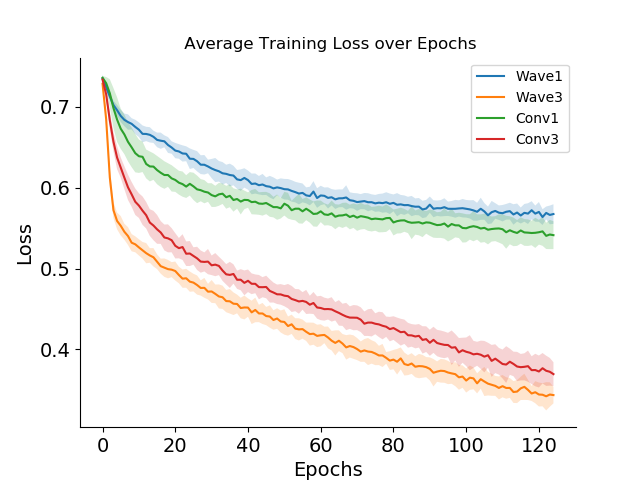 Average Training Loss over Epochs
Wave1
Wave3
Conv1
Conv3
Loss
0.7
0.6
0.5
0.4
0 20 40 60 80 100 120
Epochs